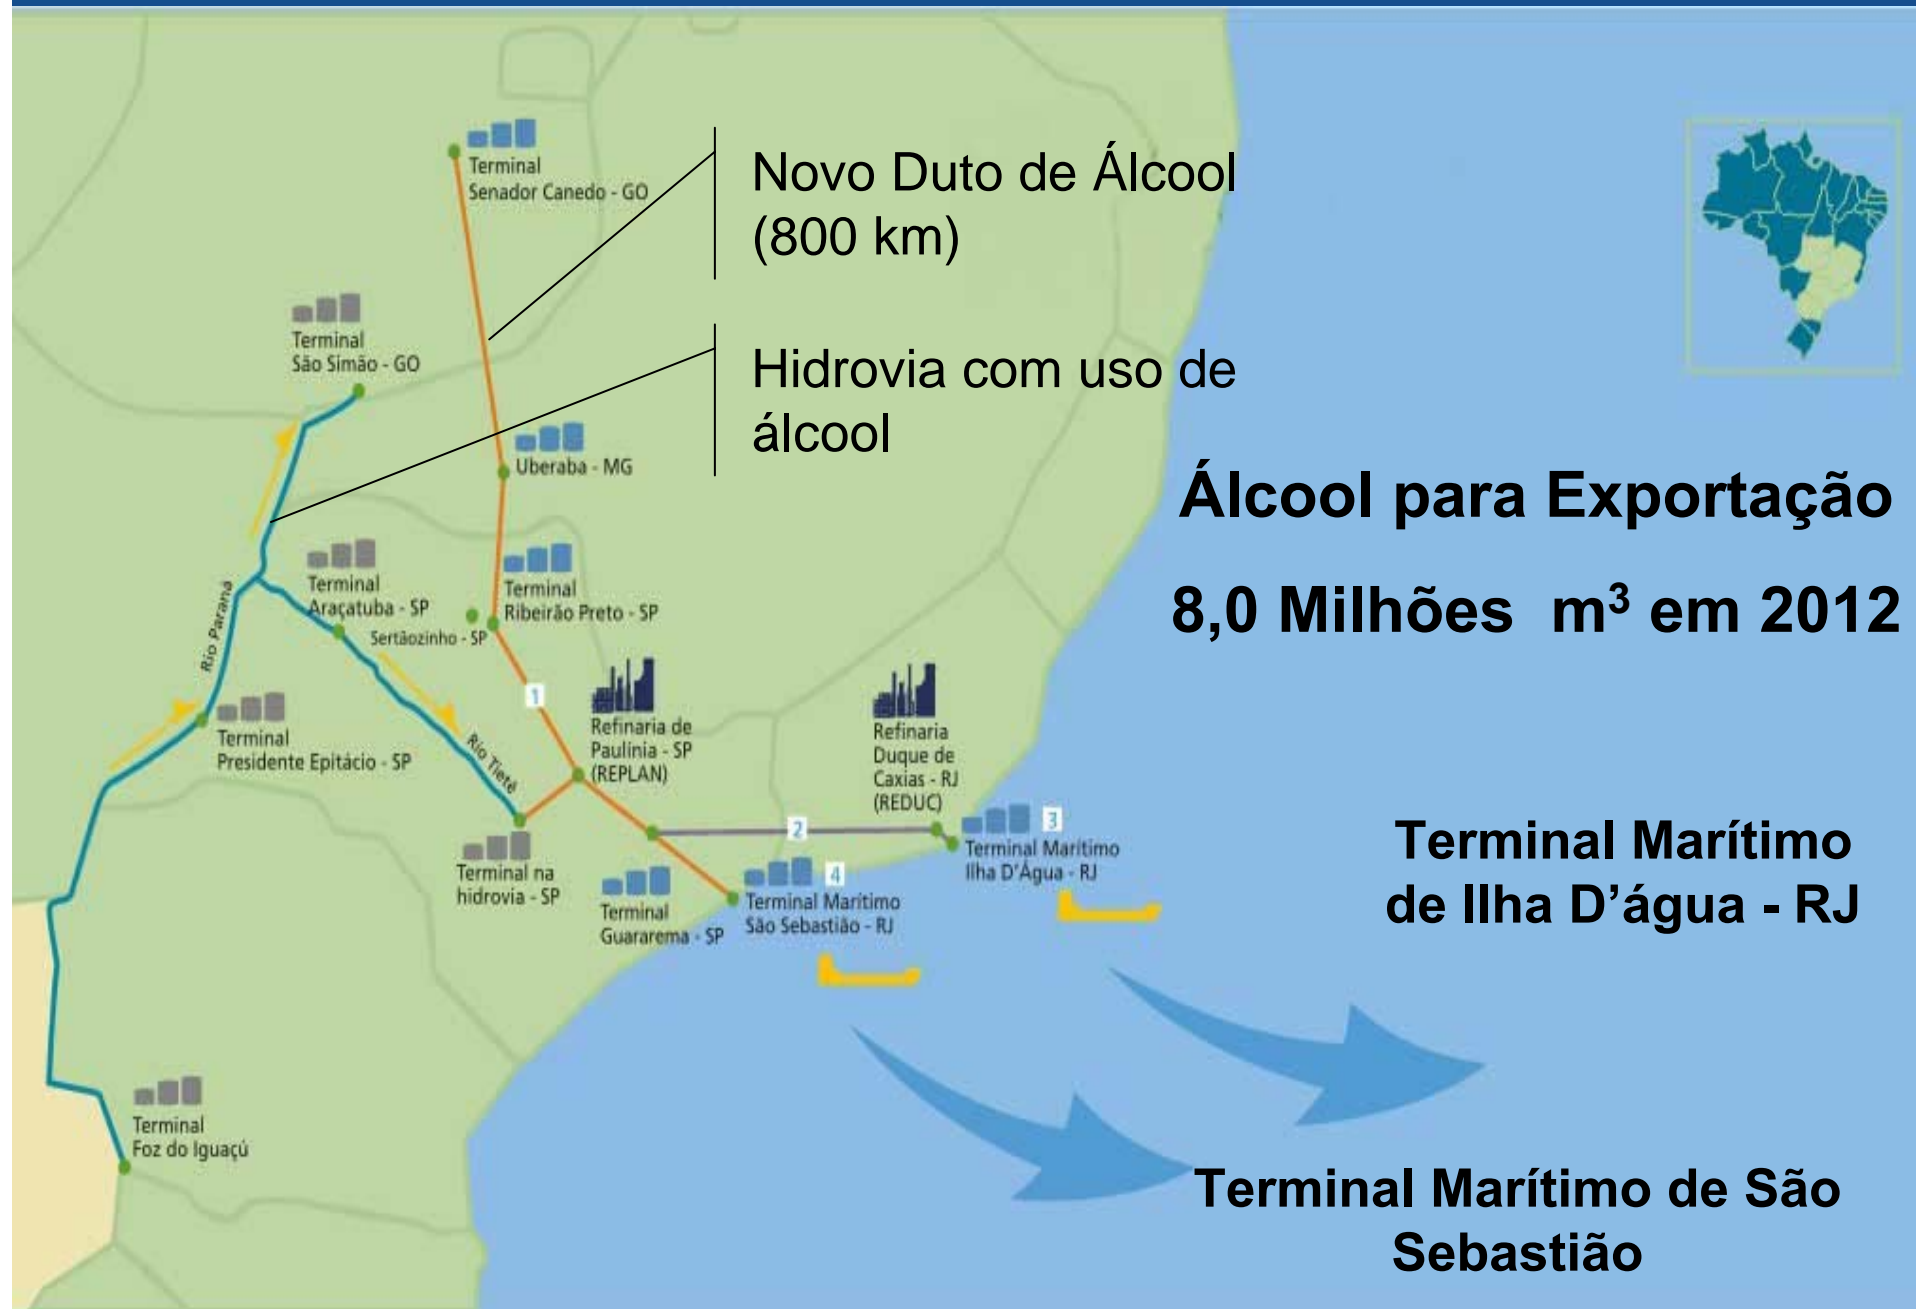 Terminal
Senador Canedo - GO
Novo Duto de Álcool
(800 km)
Terminal
São Simão - GO
Hidrovia com uso de
álcool
Uberaba - MG
Álcool para Exportação
8,0 Milhões m³ em 2012
Terminal
Araçatuba - SP
Terminal
Ribeirão Preto - SP
Sertãozinho - SP
Rio Paraná
1
Terminal
Presidente Epitácio - SP
Rio Tietê
Refinaria de
Paulínia - SP
(REPLAN)
Refinaria
Duque de
Caxias - RJ
(REDUC)
2
3
Terminal Marítimo
Ilha D'Água - RJ
Terminal Marítimo
de Ilha D’água - RJ
Terminal na
hidrovia - SP
Terminal
Guararema - SP
4
Terminal Marítimo
São Sebastião - RJ
Terminal
Foz do Iguaçú
Terminal Marítimo de São
Sebastião